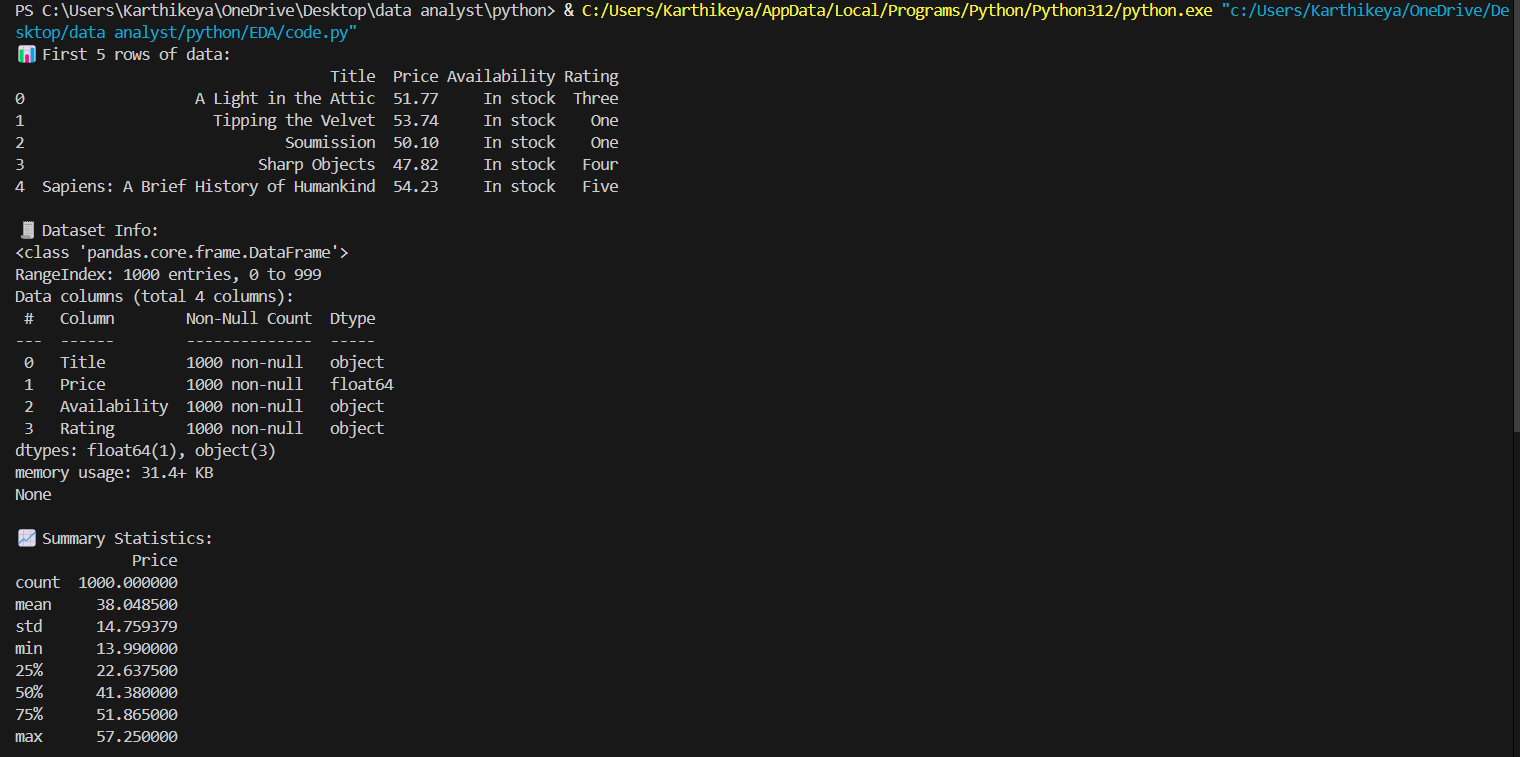 PS C:\Users\Karthikeya\OneDrive\Desktop\data analyst\python> & C:/Users/Karthikeya/AppData/Local/Programs/Python/Python312/python.exe "c:/Users/Karthikeya/OneDrive/De
sktop/data analyst/python/EDA/code.py"
📊 First 5 rows of data:
                                   Title  Price Availability Rating
0                   A Light in the Attic  51.77     In stock  Three
1                     Tipping the Velvet  53.74     In stock    One
2                             Soumission  50.10     In stock    One
3                          Sharp Objects  47.82     In stock   Four
4  Sapiens: A Brief History of Humankind  54.23     In stock   Five

🧾 Dataset Info:
<class 'pandas.core.frame.DataFrame'>
RangeIndex: 1000 entries, 0 to 999
Data columns (total 4 columns):
 #   Column        Non-Null Count  Dtype
---  ------        --------------  -----
 0   Title         1000 non-null   object
 1   Price         1000 non-null   float64
 2   Availability  1000 non-null   object
 3   Rating        1000 non-null   object
dtypes: float64(1), object(3)
memory usage: 31.4+ KB
None

📈 Summary Statistics:
             Price
count  1000.000000
mean     38.048500
std      14.759379
min      13.990000
25%      22.637500
50%      41.380000
75%      51.865000
max      57.250000